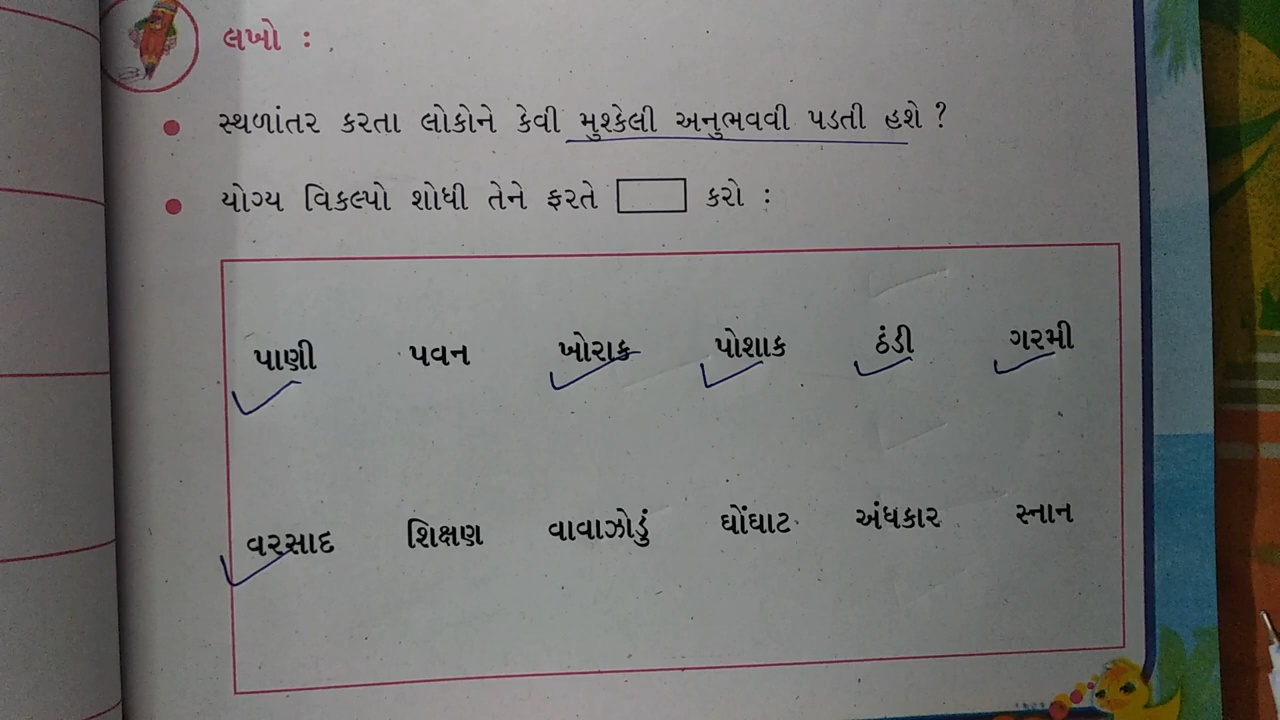 લખો :
સ્થળાંતર કરતા લોકોને કેવી મુશ્કેલી અનુભવવી પડતી હશે ?
યોગ્ય વિકલ્પો શોધી તેને ફરતે કરો :
પાણી પવન ખોરાક પોશાક ઠંડી ગરમી
વરસાદ શિક્ષણ વાવાઝોડું ઘોંઘાટ અંધકાર સ્નાન